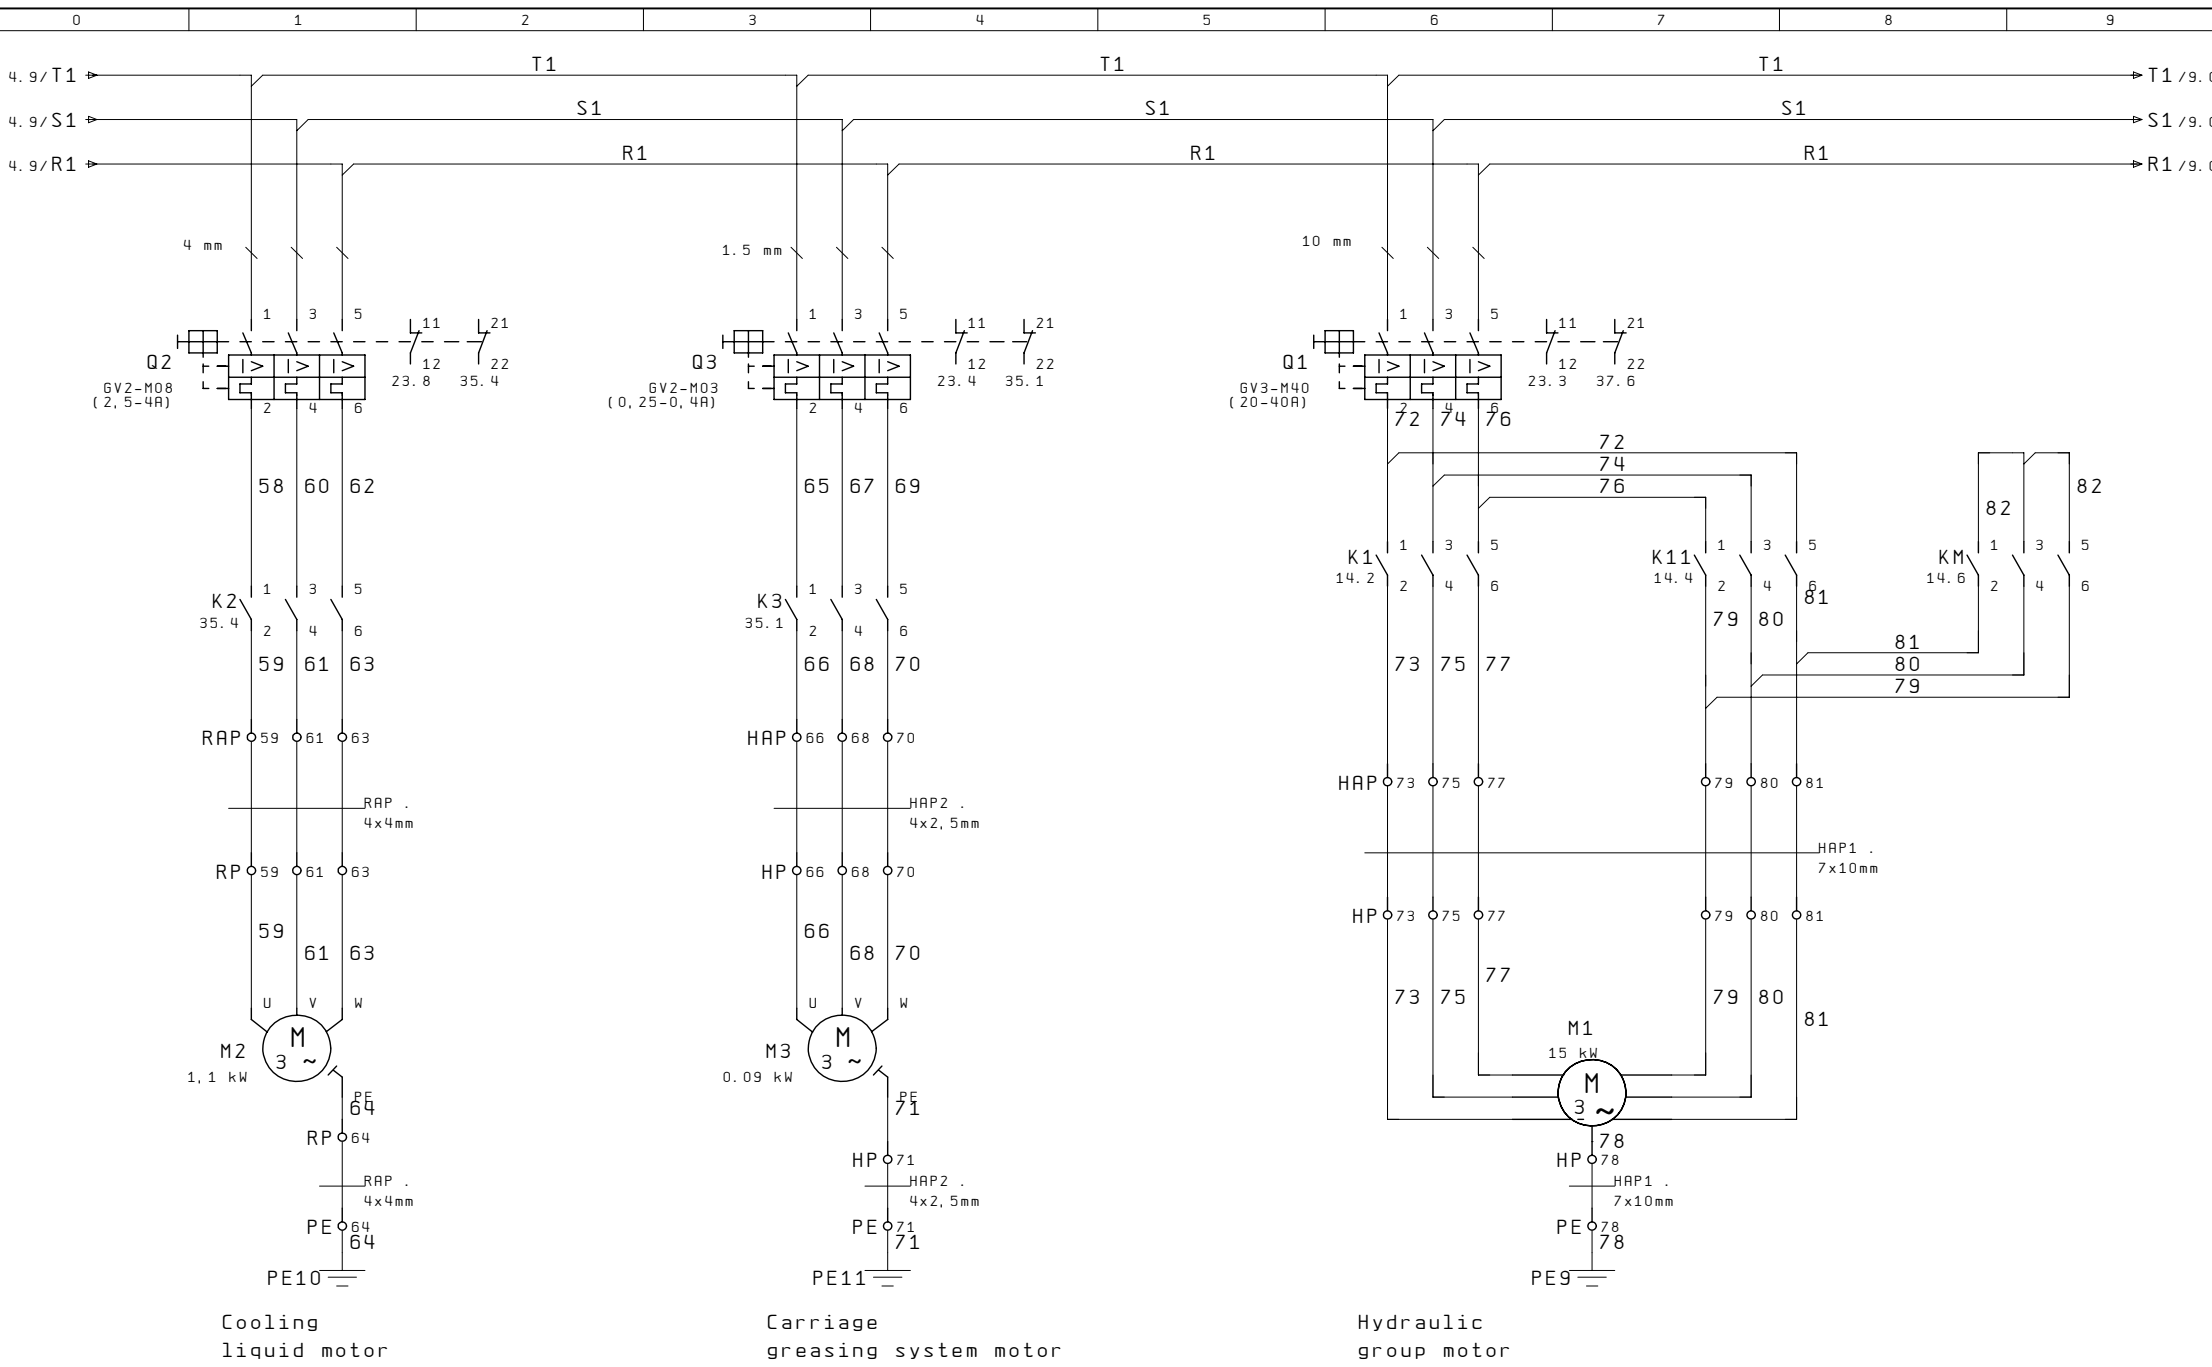 0 1 2 3 4 5 6 7 8 9
4.9/T1 T1 T1 T1 T1 /9.0
4.9/S1 S1 S1 S1 S1 /9.0
4.9/R1 R1 R1 R1 R1 /9.0
4 mm 1.5 mm 10 mm
1 3 5 11 21 1 3 5 11 21 1 3 5 11 21
Q2 12 22 Q3 12 22 Q1 12 22
23.8 35.4 23.4 35.1 23.3 37.6
I> I> I> I> I> I> I> I> I>
GV2-M08 GV2-M03 GV3-M40
(2,5-4A) (0,25-0,4A) (20-40A)
2 4 6 2 4 6 2 4 6
72 74 76
72
74
76
58 60 62 65 67 69 82
82
1 3 5 1 3 5 1 3 5
K1 K11 KM
14.2 14.4 14.6
2 4 6 2 4 6 2 4 6
81
1 3 5 1 3 5
K2 K3
35.4 35.1
2 4 6 2 4 6
79 80
81
59 61 63 66 68 70 73 75 77 80
79
RAP 59 61 63 HAP 66 68 70
HAP 73 75 77 79 80 81
RAP . HAP2 .
4x4mm 4x2,5mm
HAP1 .
7x10mm
RP 59 61 63 HP 66 68 70
HP 73 75 77 79 80 81
59 66
61 63 68 70
77
73 75 79 80
U V W U V W
81
M M M1
3 ~ 3 ~ 15 kW
M2 M3
1,1 kW 0.09 kW
M
3 ~
PE PE
64 71
RP 64 78
HP 71 HP 78
RAP . HAP2 . HAP1 .
4x4mm 4x2,5mm 7x10mm
PE 64 PE 71 PE 78
64 71 78
PE10 PE11 PE9
Cooling
liquid motor
Carriage
greasing system motor
Hydraulic
group motor